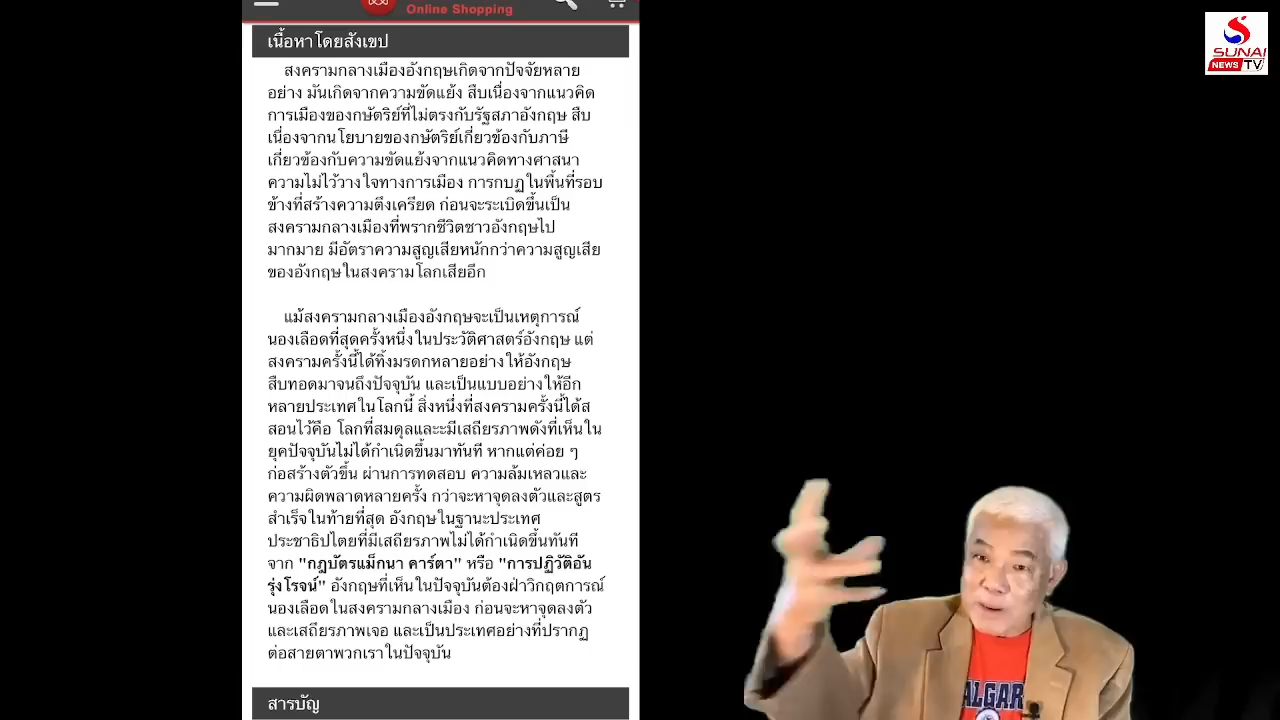 Online Shopping
SUNAI
NEWS TV
เนื้อหาโดยสังเขป
สงครามกลางเมืองอังกฤษเกิดจากปัจจัยหลาย
อย่าง มันเกิดจากความขัดแย้ง สืบเนื่องจากแนวคิด
การเมืองของกษัตริย์ที่ไม่ตรงกับรัฐสภาอังกฤษ สืบ
เนื่องจากนโยบายของกษัตริย์เกี่ยวข้องกับภาษี
เกี่ยวข้องกับความขัดแย้งจากแนวคิดทางศาสนา
ความไม่ไว้วางใจทางการเมือง การกบฏในพื้นที่รอบ
ข้างที่สร้างความตึงเครียด ก่อนจะระเบิดขึ้นเป็น
สงครามกลางเมืองที่พรากชีวิตชาวอังกฤษไป
มากมาย มีอัตราความสูญเสียหนักกว่าความสูญเสีย
ของอังกฤษในสงครามโลกเสียอีก
แม้สงครามกลางเมืองอังกฤษจะเป็นเหตุการณ์
นองเลือดที่สุดครั้งหนึ่งในประวัติศาสตร์อังกฤษ แต่
สงครามครั้งนี้ได้ทิ้งมรดกหลายอย่างให้อังกฤษ
สืบทอดมาจนถึงปัจจุบัน และเป็นแบบอย่างให้อีก
หลายประเทศในโลกนี้ สิ่งหนึ่งที่สงครามครั้งนี้ได้ส
สอนไว้คือ โลกที่สมดุลและะมีเสถียรภาพดังที่เห็นใน
ยุคปัจจุบันไม่ได้กำเนิดขึ้นมาทันที หากแต่ค่อย ๆ
ก่อสร้างตัวขึ้น ผ่านการทดสอบ ความล้มเหลวและ
ความผิดพลาดหลายครั้ง กว่าจะหาจุดลงตัวและสูตร
สำเร็จในท้ายที่สุด อังกฤษในฐานะประเทศ
ประชาธิปไตยที่มีเสถียรภาพไม่ได้กำเนิดขึ้นทันที
จาก "กฎบัตรแม็กนา คาร์ตา" หรือ "การปฏิวัติอัน
รุ่งโรจน์" อังกฤษที่เห็นในปัจจุบันต้องฝ่าวิกฤตการณ์
นองเลือดในสงครามกลางเมือง ก่อนจะหาจุดลงตัว
และเสถียรภาพเจอ และเป็นประเทศอย่างที่ปรากฏ
ต่อสายตาพวกเราในปัจจุบัน
สารบัญ
ALGAR